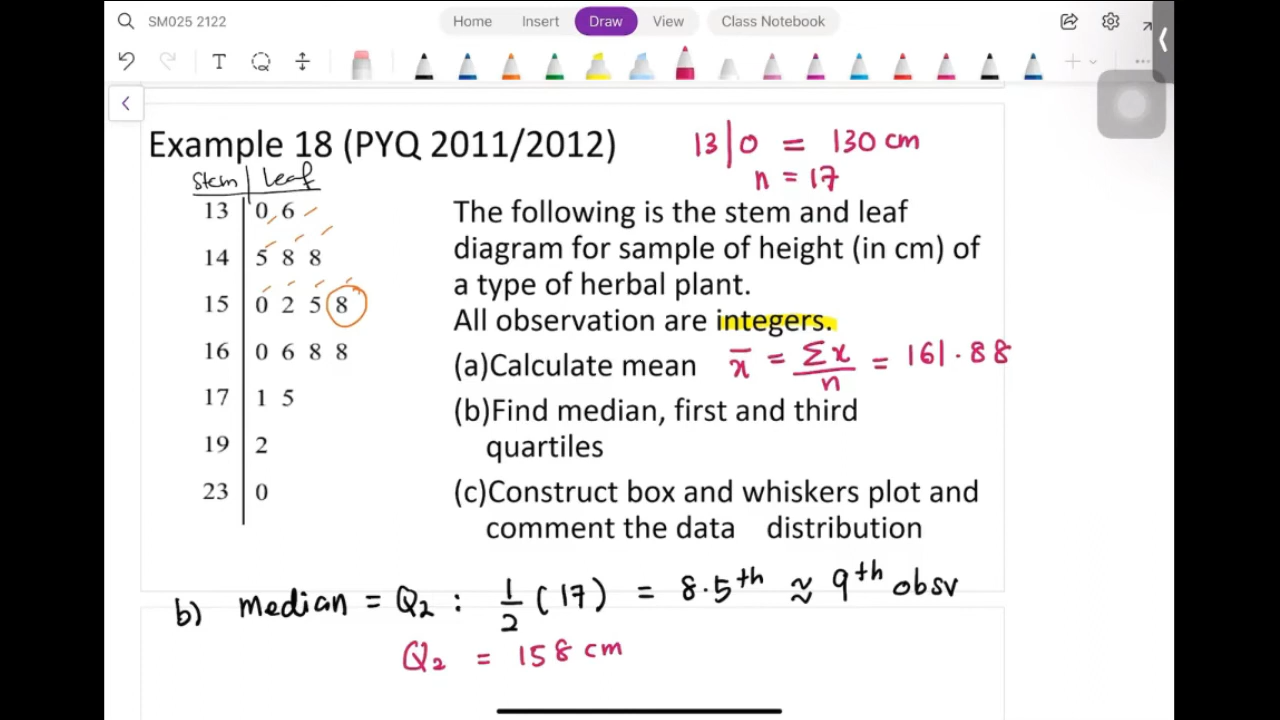 SM025 2122
Home Insert Draw View Class Notebook
T
Example 18 (PYQ 2011/2012)
13|0 = 130 cm
n = 17
Stem | Leaf
13 | 0 6
14 | 5 8 8
15 | 0 2 5 8
16 | 0 6 8 8
17 | 1 5
19 | 2
23 | 0
The following is the stem and leaf
diagram for sample of height (in cm) of
a type of herbal plant.
All observation are integers.
(a)Calculate mean x̄ = Σx/n = 161.88
(b)Find median, first and third
quartiles
(c)Construct box and whiskers plot and
comment the data distribution
b) median = Q₂ : 1/2 (17) = 8.5th ≈ 9th obsv
Q₂ = 158 cm